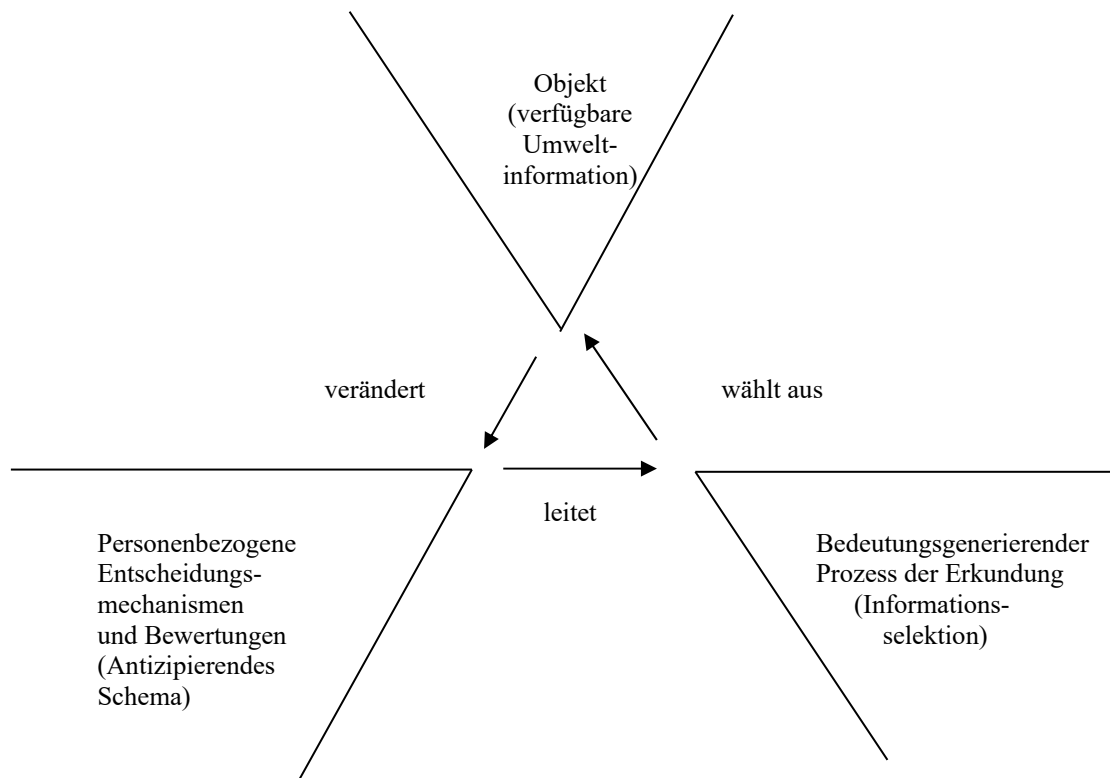 Objekt
(verfügbare
Umwelt-
information)
verändert
wählt aus
leitet
Personenbezogene
Entscheidungs-
mechanismen
und Bewertungen
(Antizipierendes
Schema)
Bedeutungsgenerierender
Prozess der Erkundung
(Informations-
selektion)